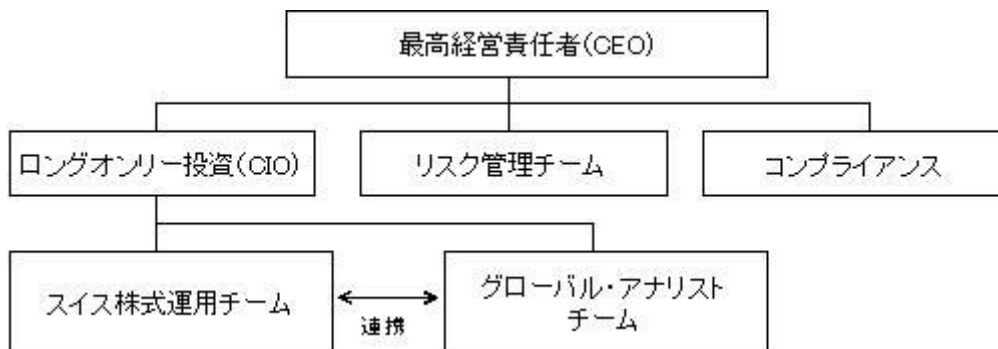 最高経営責任者(CEO)
ロングオンリー投資(CIO)
リスク管理チーム
コンプライアンス
スイス株式運用チーム
連携
グローバル・アナリスト
チーム